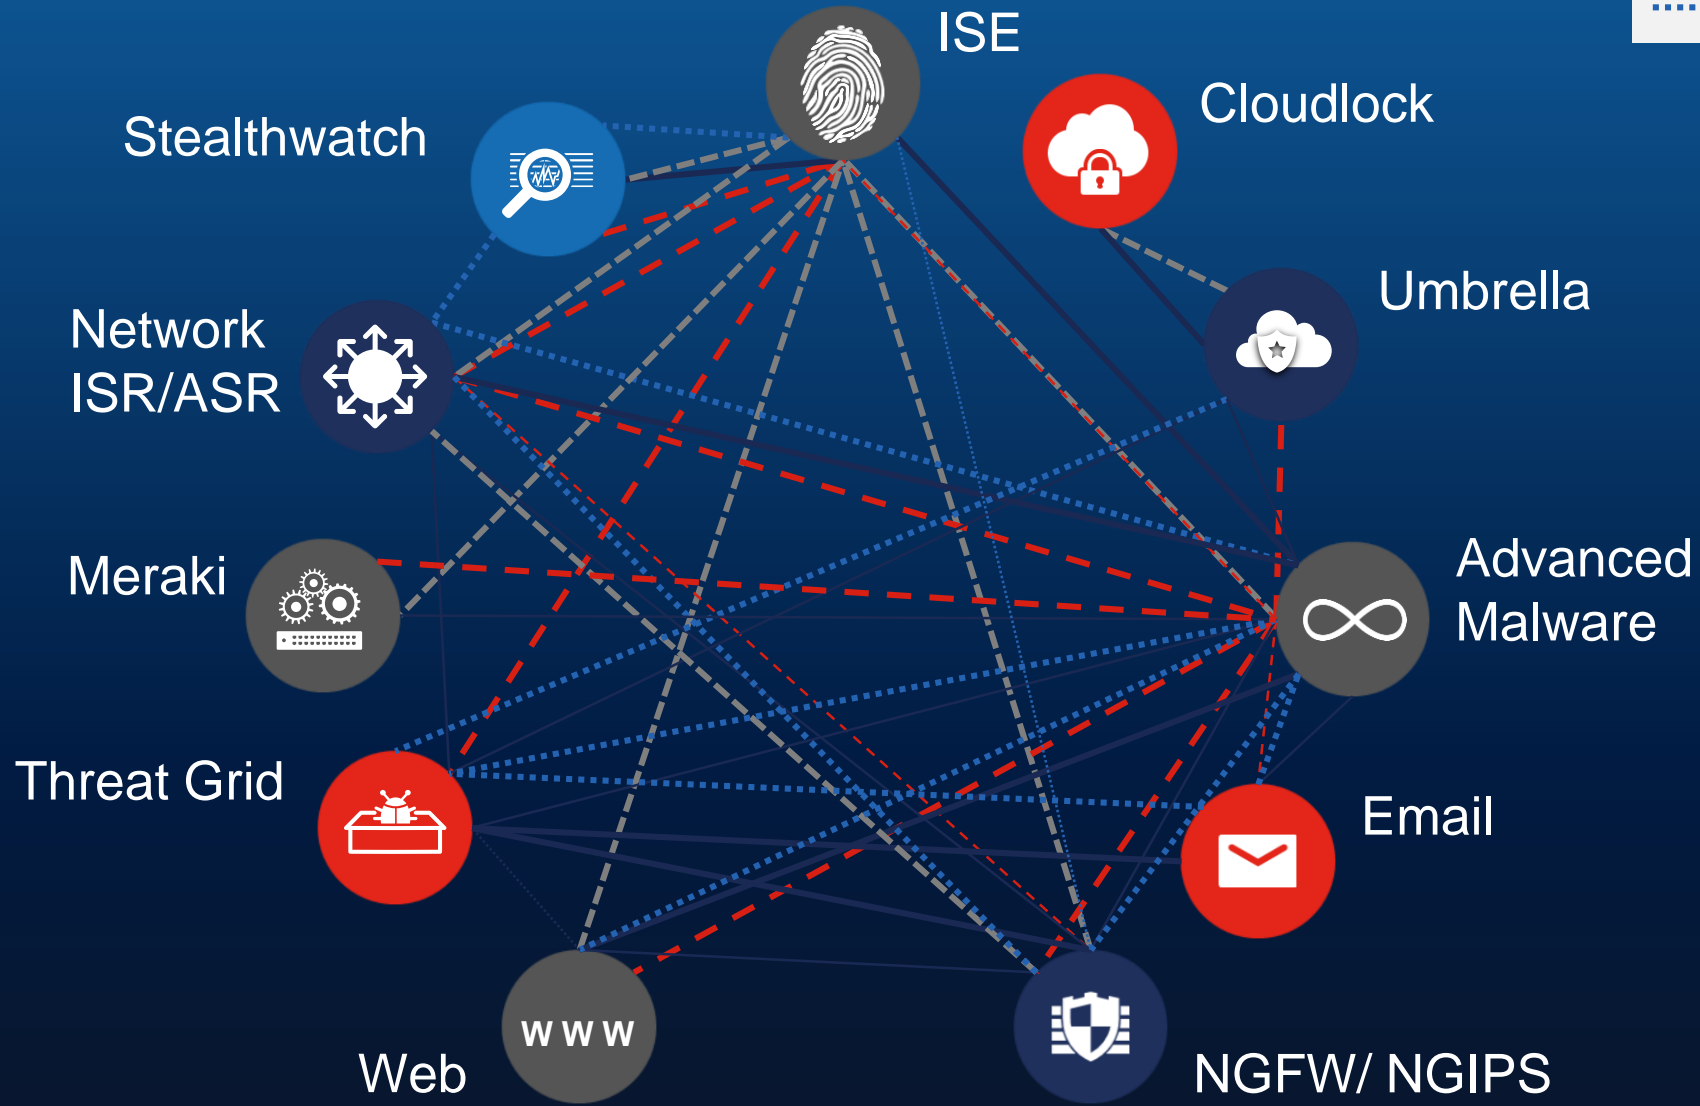 ISE
Cloudlock
Stealthwatch
Umbrella
Network
ISR/ASR
Advanced
Malware
Meraki
Threat Grid
Email
www
Web
NGFW/ NGIPS